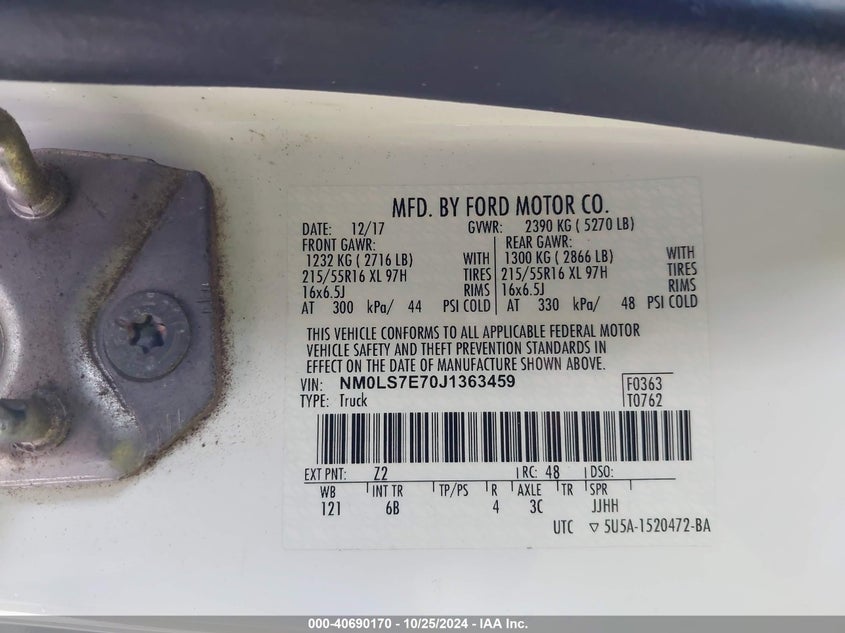 MFD. BY FORD MOTOR CO.
DATE: 12/17 GVWR: 2390 KG ( 5270 LB)
FRONT GAWR: REAR GAWR:
1232 KG ( 2716 LB) WITH 1300 KG ( 2866 LB) WITH
215/55R16 XL 97H TIRES 215/55R16 XL 97H TIRES
16x6.5J RIMS 16x6.5J RIMS
AT 300 kPa/ 44 PSI COLD AT 330 kPa/ 48 PSI COLD
THIS VEHICLE CONFORMS TO ALL APPLICABLE FEDERAL MOTOR
VEHICLE SAFETY AND THEFT PREVENTION STANDARDS IN
EFFECT ON THE DATE OF MANUFACTURE SHOWN ABOVE.
VIN: NM0LS7E70J1363459 F0363
TYPE: Truck T0762
EXT PNT: Z2 RC: 48 DSO:
WB INT TR TP/PS R AXLE TR SPR
121 6B 4 3C JJHH
UTC ▽ 5U5A-1520472-BA
000-40690170 - 10/25/2024 - IAA Inc.